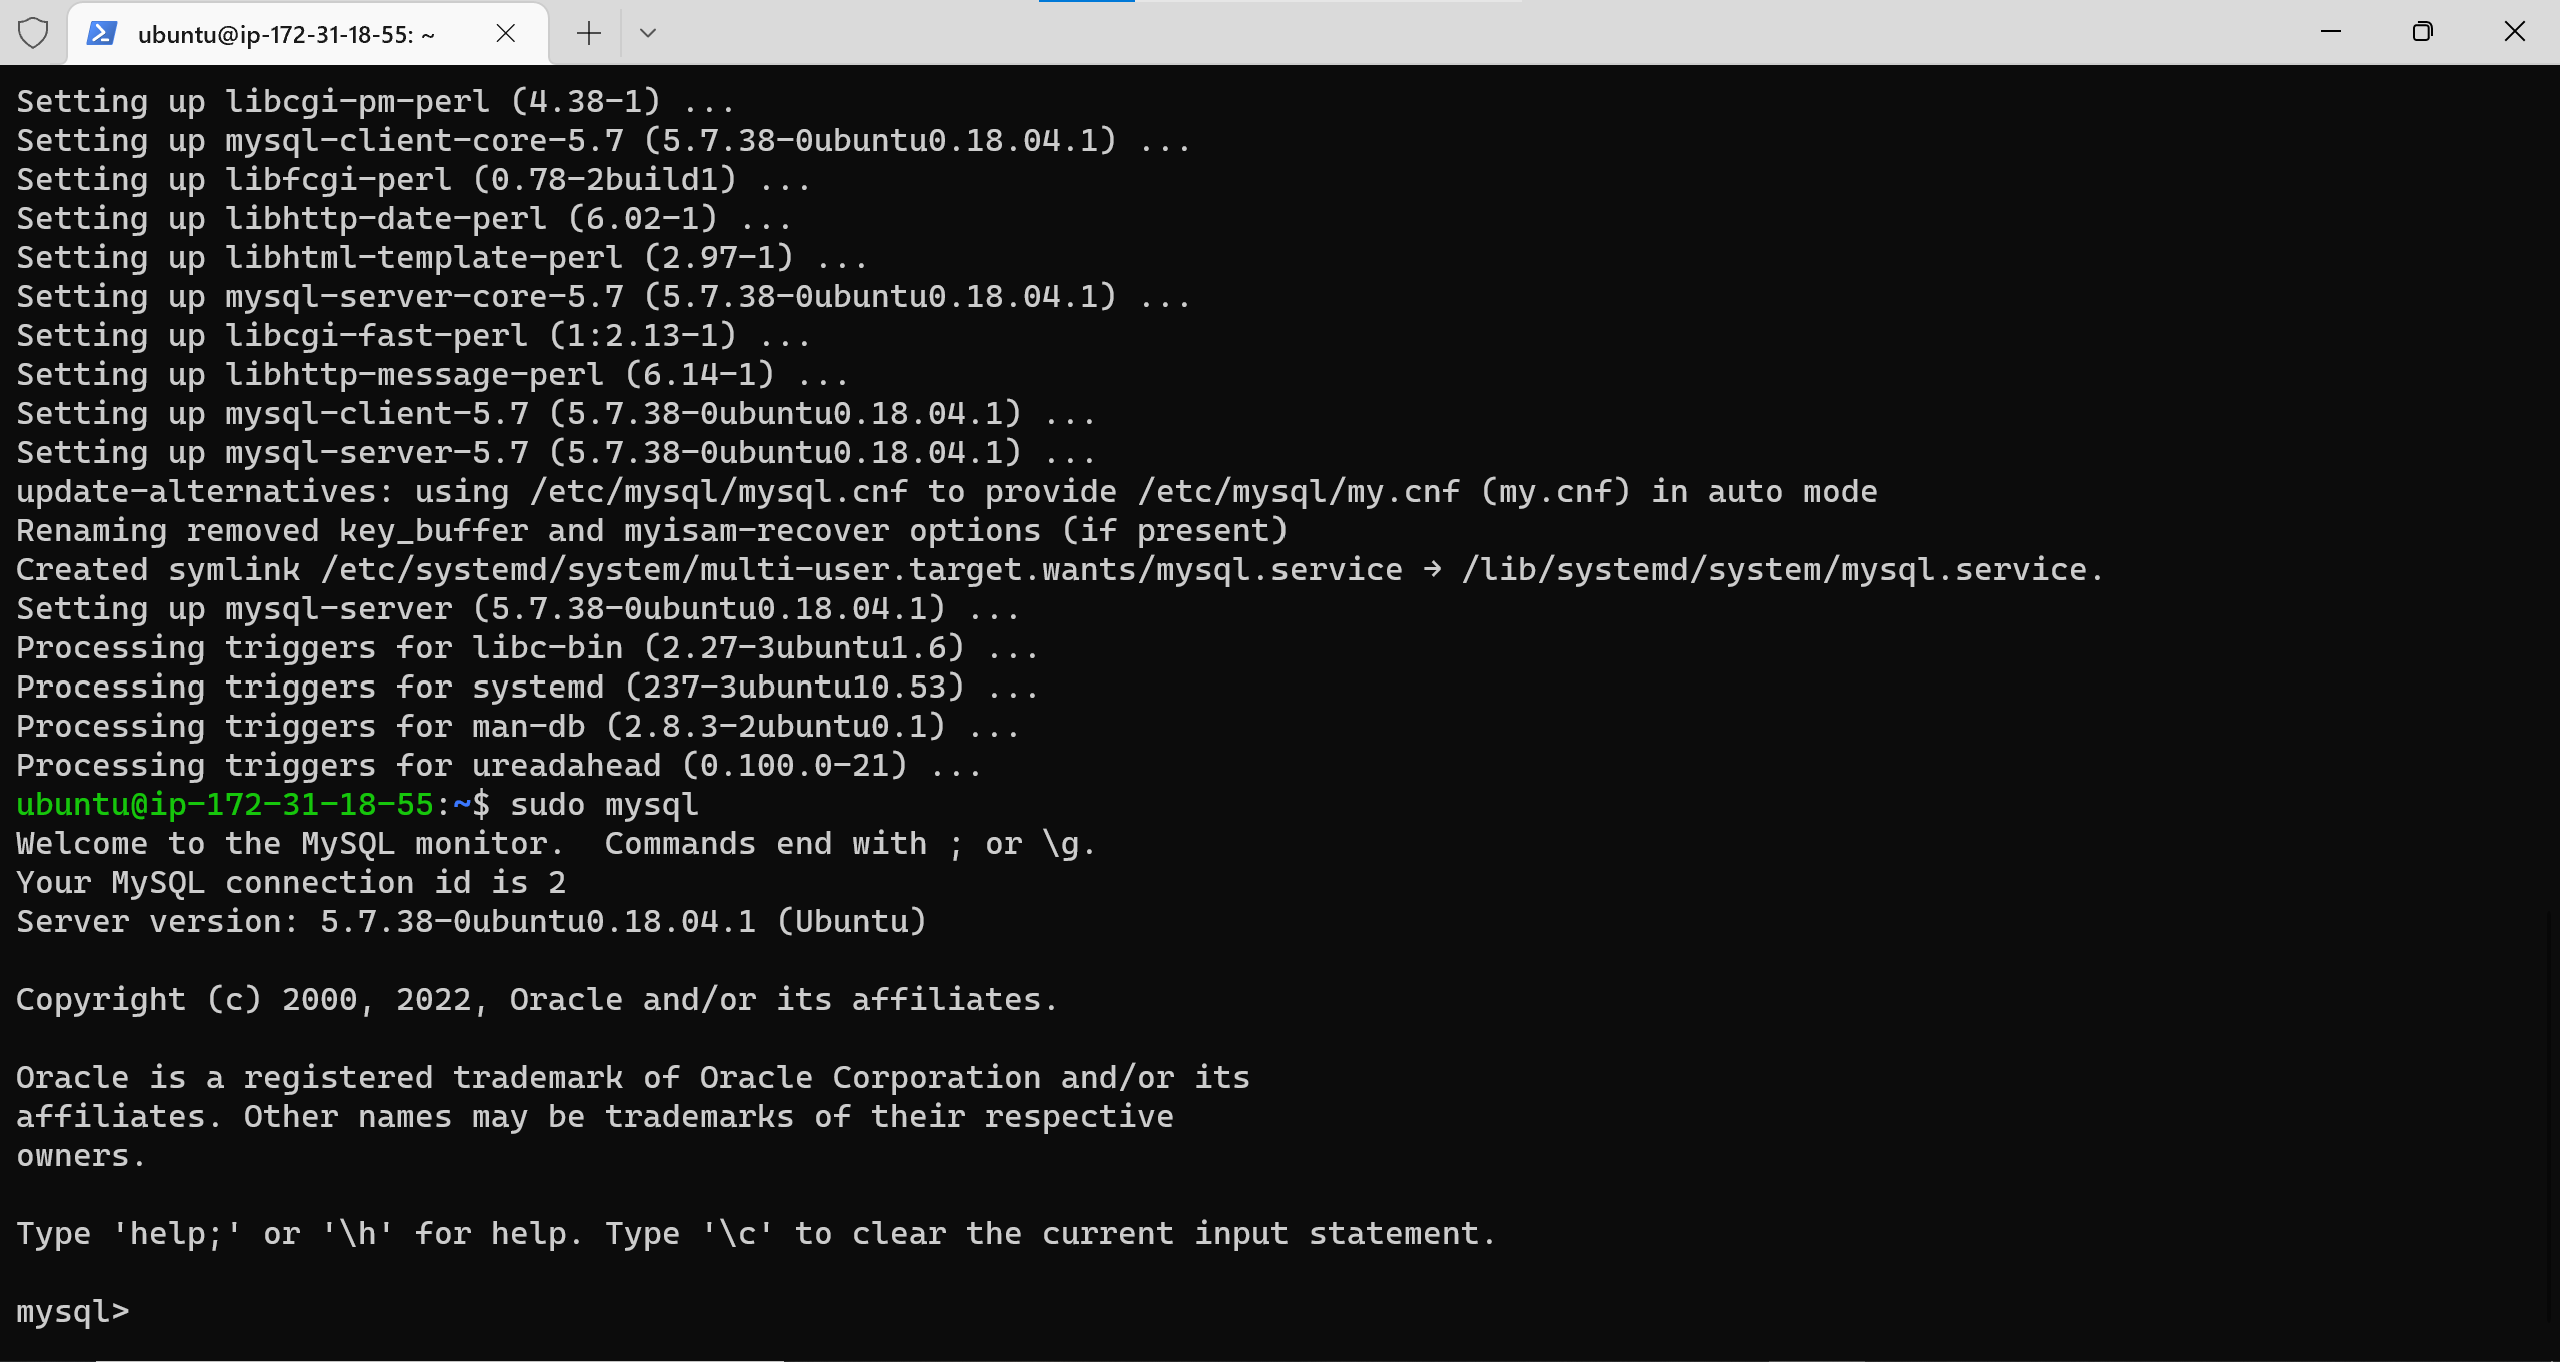 ubuntu@ip-172-31-18-55: ~
Setting up libcgi-pm-perl (4.38-1) ...
Setting up mysql-client-core-5.7 (5.7.38-0ubuntu0.18.04.1) ...
Setting up libfcgi-perl (0.78-2build1) ...
Setting up libhttp-date-perl (6.02-1) ...
Setting up libhtml-template-perl (2.97-1) ...
Setting up mysql-server-core-5.7 (5.7.38-0ubuntu0.18.04.1) ...
Setting up libcgi-fast-perl (1:2.13-1) ...
Setting up libhttp-message-perl (6.14-1) ...
Setting up mysql-client-5.7 (5.7.38-0ubuntu0.18.04.1) ...
Setting up mysql-server-5.7 (5.7.38-0ubuntu0.18.04.1) ...
update-alternatives: using /etc/mysql/mysql.cnf to provide /etc/mysql/my.cnf (my.cnf) in auto mode
Renaming removed key_buffer and myisam-recover options (if present)
Created symlink /etc/systemd/system/multi-user.target.wants/mysql.service → /lib/systemd/system/mysql.service.
Setting up mysql-server (5.7.38-0ubuntu0.18.04.1) ...
Processing triggers for libc-bin (2.27-3ubuntu1.6) ...
Processing triggers for systemd (237-3ubuntu10.53) ...
Processing triggers for man-db (2.8.3-2ubuntu0.1) ...
Processing triggers for ureadahead (0.100.0-21) ...
ubuntu@ip-172-31-18-55:~$ sudo mysql
Welcome to the MySQL monitor.  Commands end with ; or \g.
Your MySQL connection id is 2
Server version: 5.7.38-0ubuntu0.18.04.1 (Ubuntu)
Copyright (c) 2000, 2022, Oracle and/or its affiliates.
Oracle is a registered trademark of Oracle Corporation and/or its
affiliates. Other names may be trademarks of their respective
owners.
Type 'help;' or '\h' for help. Type '\c' to clear the current input statement.
mysql>